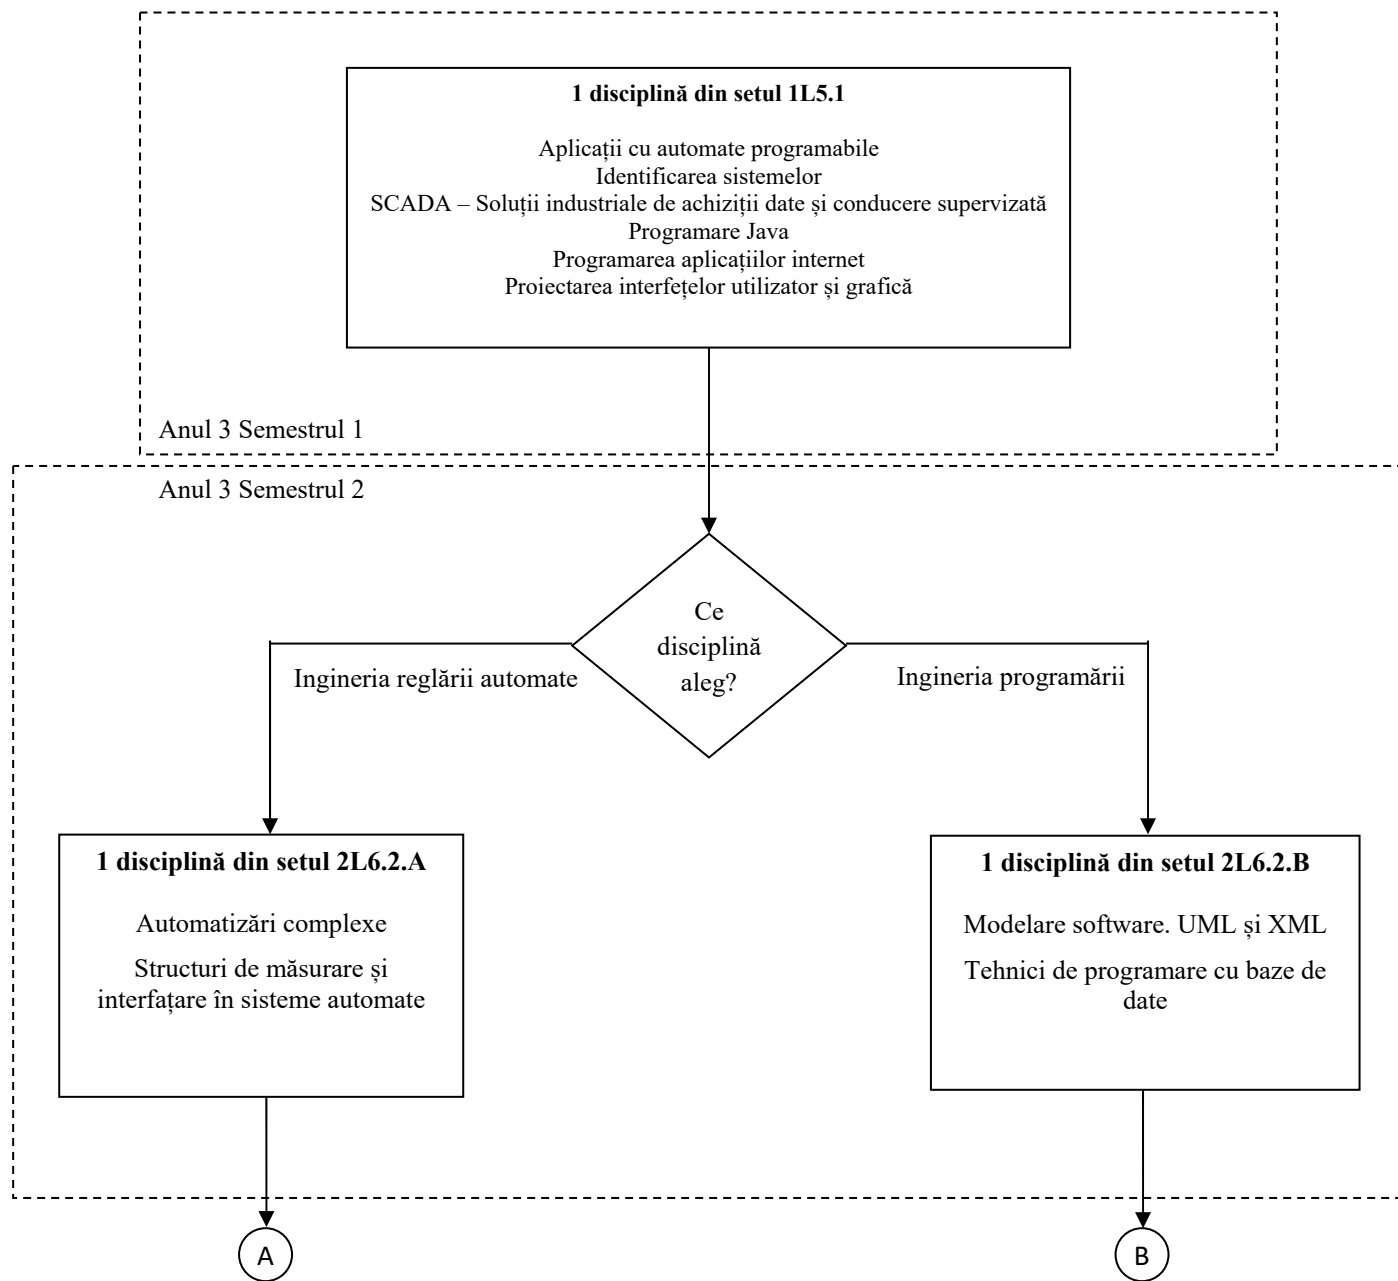 1 disciplină din setul 1L5.1
Aplicații cu automate programabile
Identificarea sistemelor
SCADA – Soluții industriale de achiziții date și conducere supervizată
Programare Java
Programarea aplicațiilor internet
Proiectarea interfețelor utilizator și grafică
Anul 3 Semestrul 1
Anul 3 Semestrul 2
Ce
disciplină
aleg?
Ingineria reglării automate
Ingineria programării
1 disciplină din setul 2L6.2.A
Automatizări complexe
Structuri de măsurare și
interfațare în sisteme automate
1 disciplină din setul 2L6.2.B
Modelare software. UML și XML
Tehnici de programare cu baze de
date
A
B